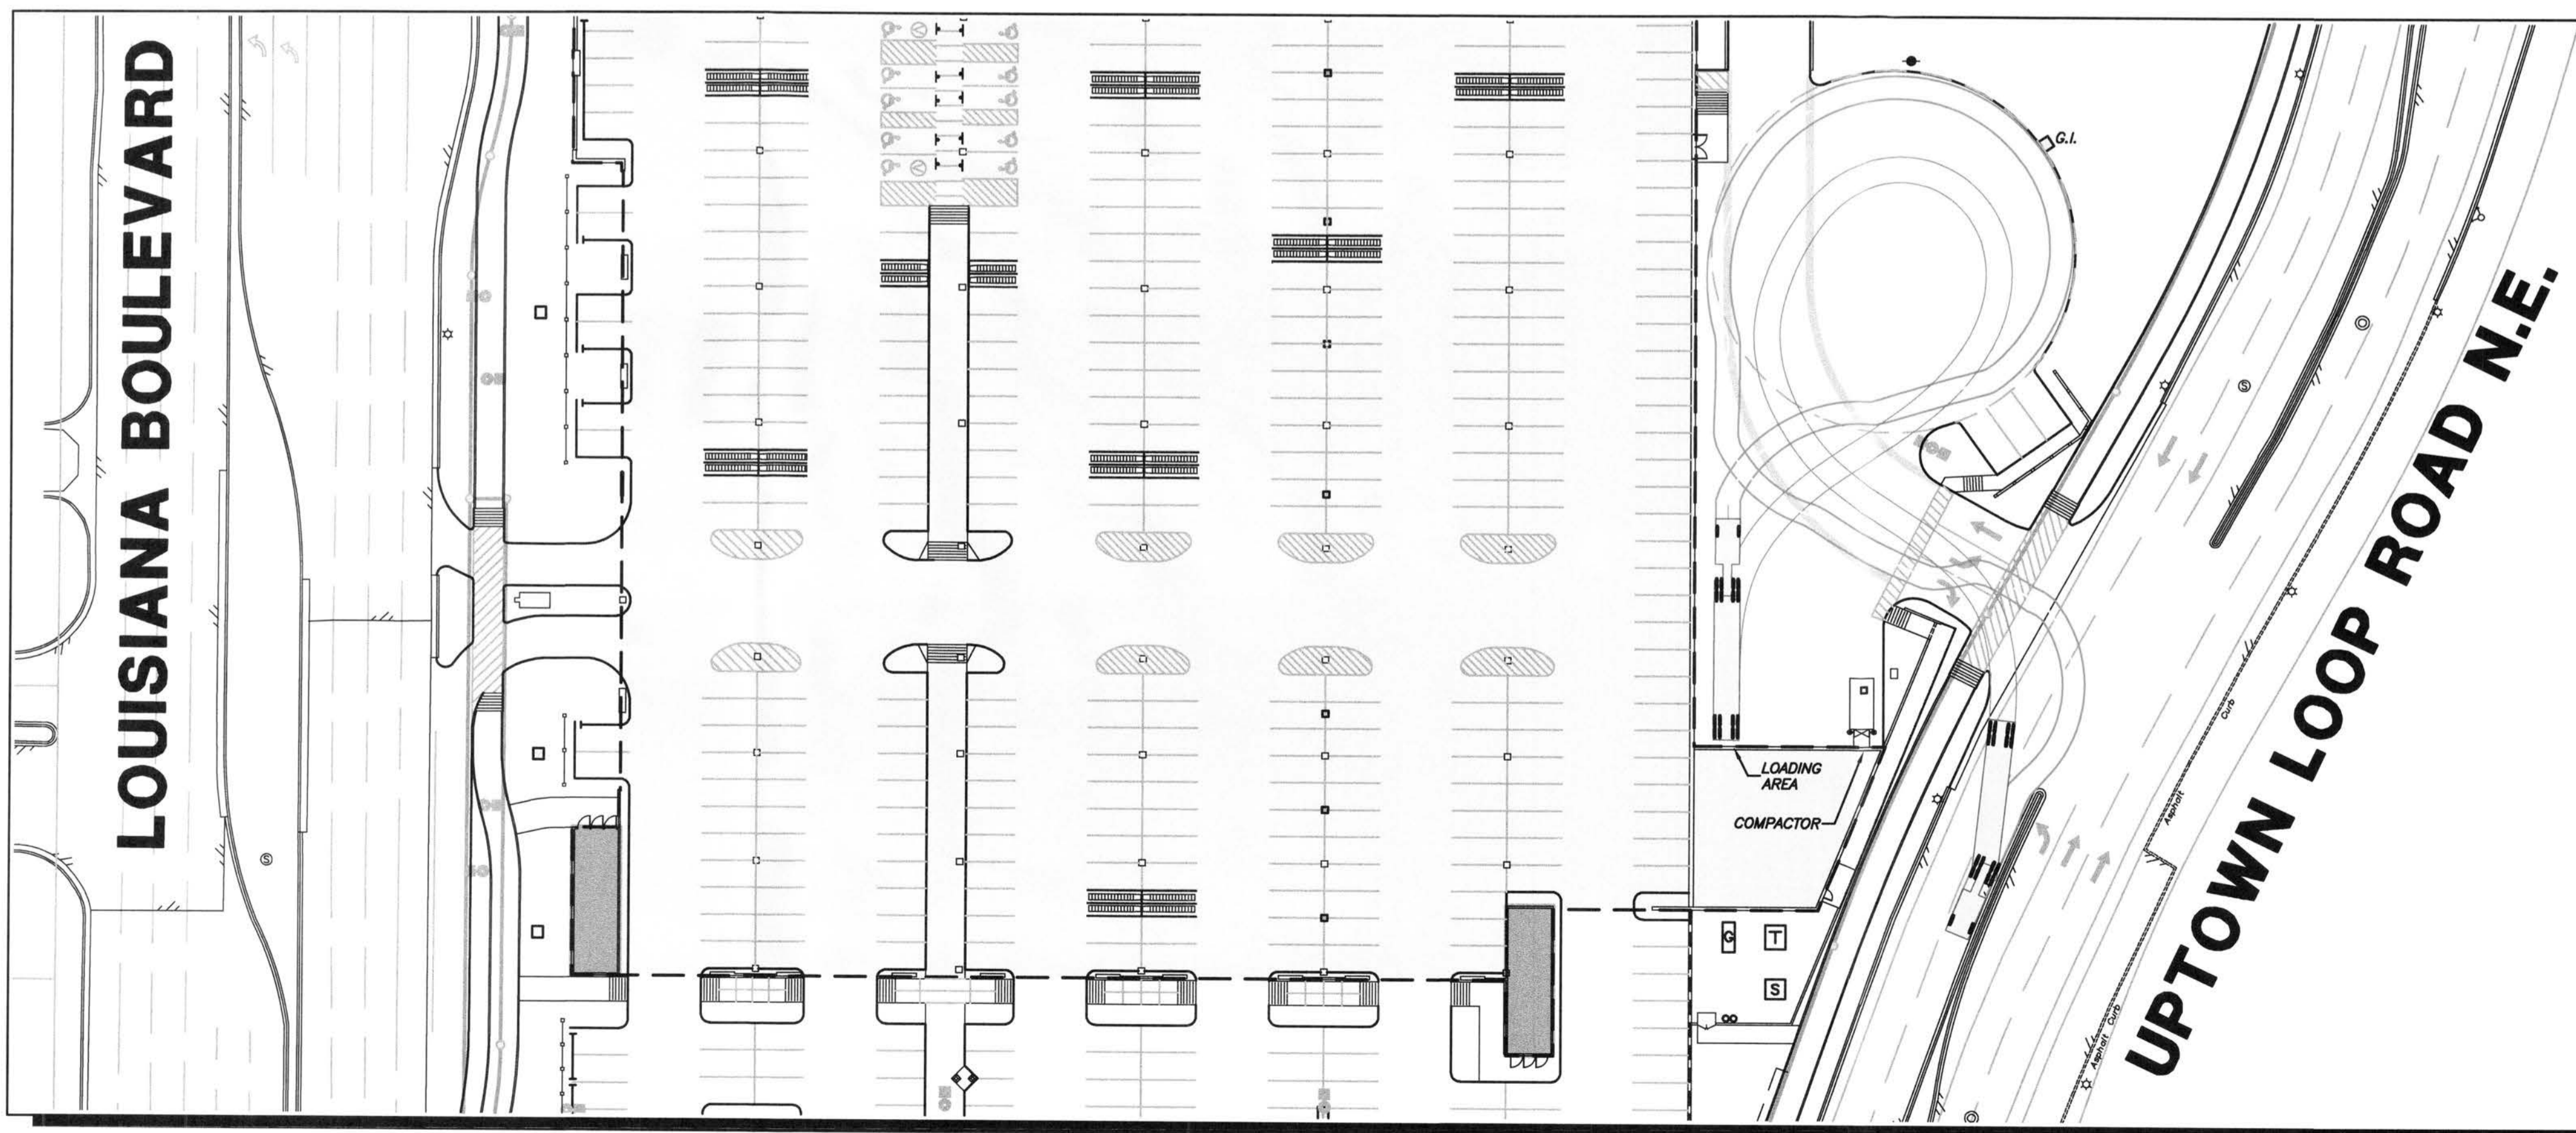 LOUISIANA BOULEVARD
G.I.
UPTOWN LOOP ROAD N.E.
LOADING
AREA
COMPACTOR
Curb
Asphalt
Asphalt Curb
G
T
S
S
S
V
V